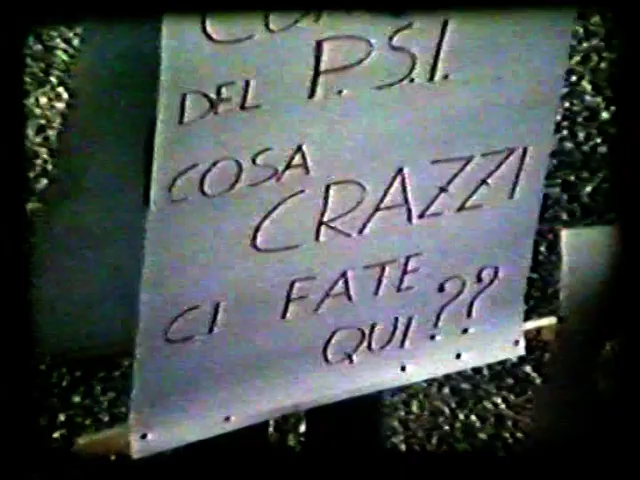 DEL P.S.I.
COSA
CRAZZI
CI FATE
QUI??